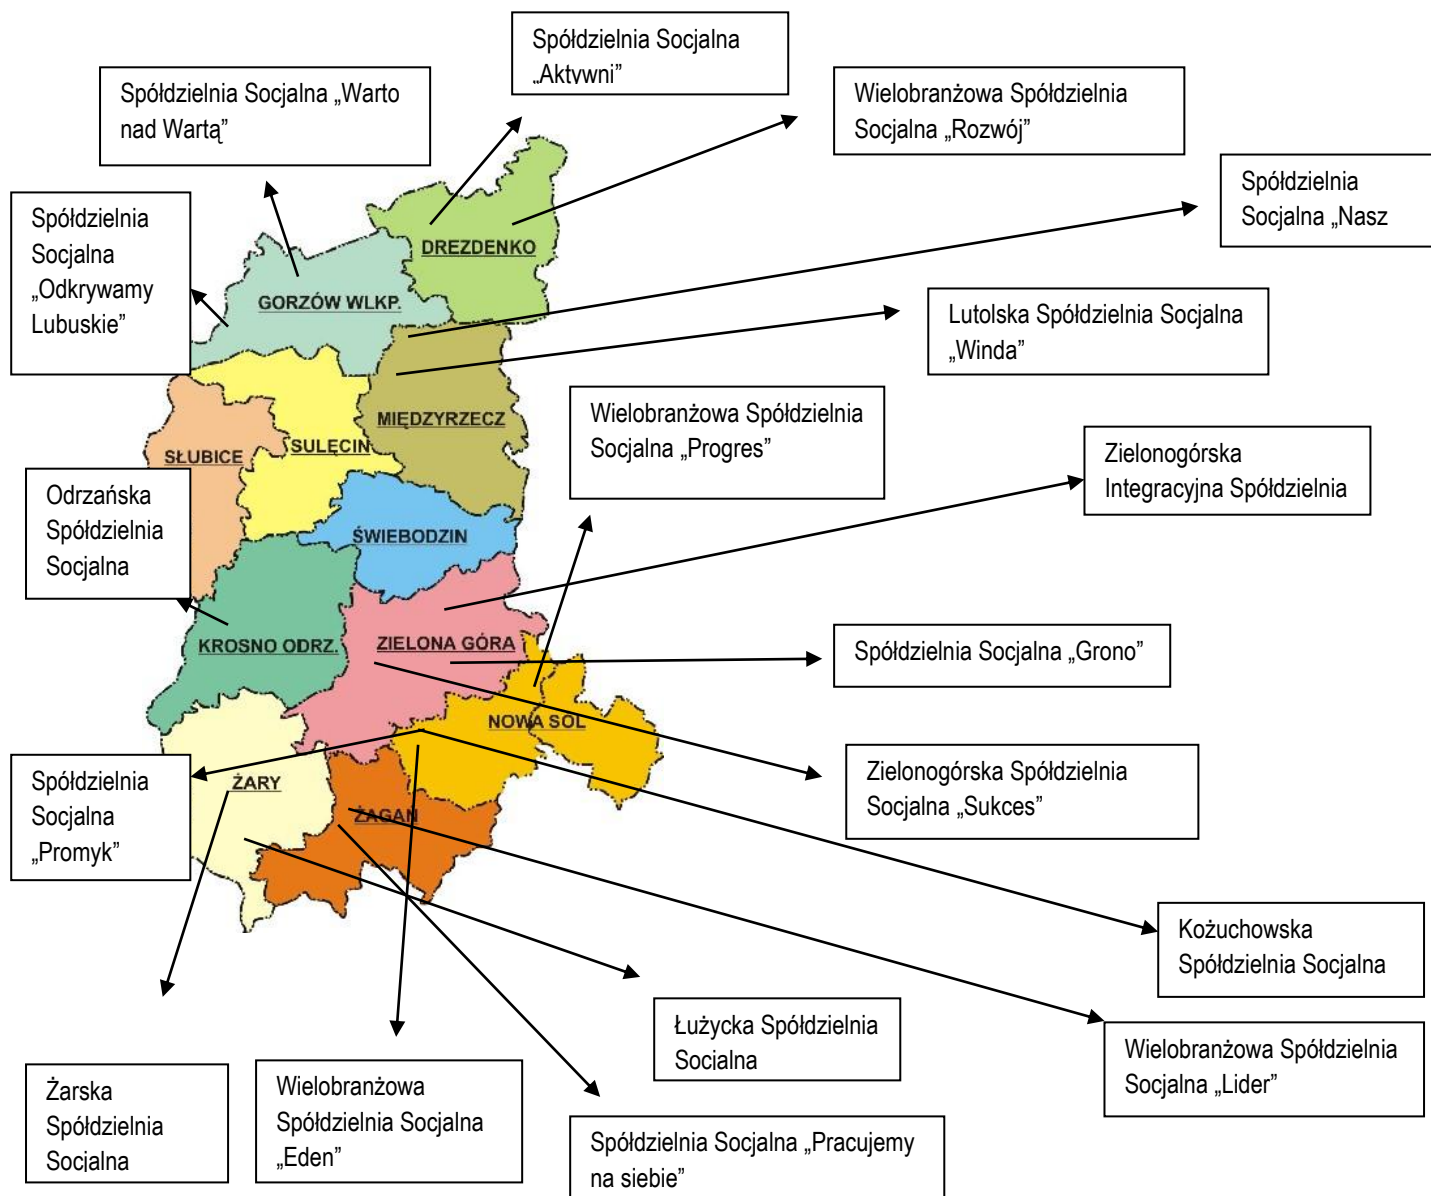 Spółdzielnia Socjalna
„Aktywni”
Spółdzielnia Socjalna „Warto
nad Wartą”
Wielobranżowa Spółdzielnia
Socjalna „Rozwój”
Spółdzielnia
Socjalna „Nasz
Spółdzielnia
Socjalna
„Odkrywamy
Lubuskie”
DREZDENKO
GORZÓW WLKP.
Lutolska Spółdzielnia Socjalna
„Winda”
MIĘDZYRZECZ
SULĘCIN
SŁUBICE
Wielobranżowa Spółdzielnia
Socjalna „Progres”
Zielonogórska
Integracyjna Spółdzielnia
Odrzańska
Spółdzielnia
Socjalna
ŚWIEBODZIN
KROSNO ODRZ.
ZIELONA GÓRA
Spółdzielnia Socjalna „Grono”
NOWA SÓL
Spółdzielnia
Socjalna
„Promyk”
ŻARY
ŻAGAŃ
Zielonogórska Spółdzielnia
Socjalna „Sukces”
Kożuchowska
Spółdzielnia Socjalna
Łużycka Spółdzielnia
Socjalna
Wielobranżowa Spółdzielnia
Socjalna „Lider”
Żarska
Spółdzielnia
Socjalna
Wielobranżowa
Spółdzielnia Socjalna
„Eden”
Spółdzielnia Socjalna „Pracujemy
na siebie”